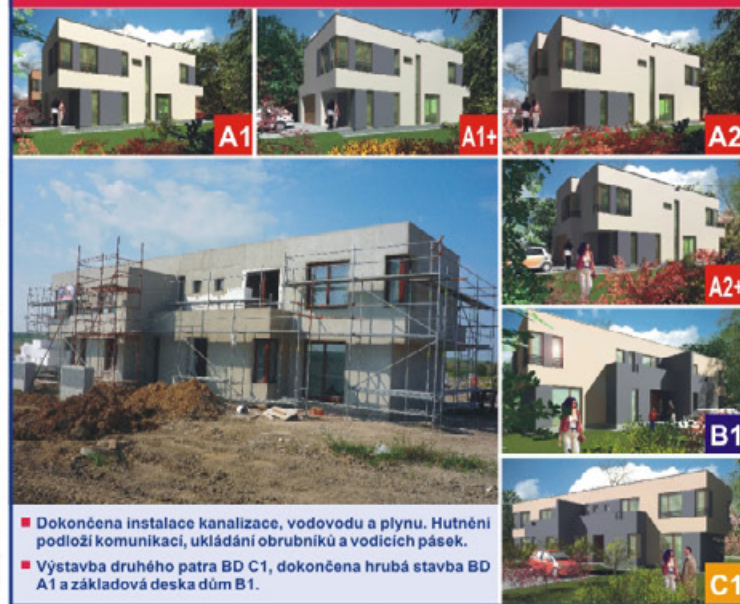 A1
A1+
A2
A2+
B1
C1
Dokončena instalace kanalizace, vodovodu a plynu. Hutnění
podloží komunikací, ukládání obrubníků a vodicích pásek.
Výstavba druhého patra BD C1, dokončena hrubá stavba BD
A1 a základová deska dům B1.